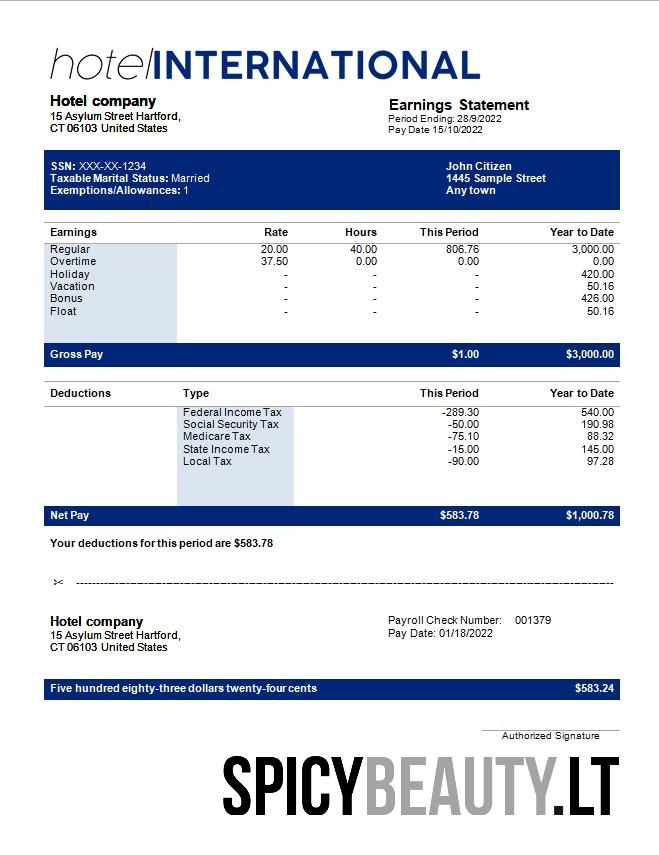 hotelINTERNATIONAL
Hotel company
15 Asylum Street Hartford,
CT 06103 United States
Earnings Statement
Period Ending: 28/9/2022
Pay Date 15/10/2022
SSN: XXX-XX-1234
Taxable Marital Status: Married
Exemptions/Allowances: 1
John Citizen
1445 Sample Street
Any town
Earnings Rate Hours This Period Year to Date
Regular 20.00 40.00 806.76 3,000.00
Overtime 37.50 0.00 0.00 0.00
Holiday - - - 420.00
Vacation - - - 50.16
Bonus - - - 426.00
Float - - - 50.16
Gross Pay $1.00 $3,000.00
Deductions Type This Period Year to Date
Federal Income Tax -289.30 540.00
Social Security Tax -50.00 190.98
Medicare Tax -75.10 88.32
State Income Tax -15.00 145.00
Local Tax -90.00 97.28
Net Pay $583.78 $1,000.78
Your deductions for this period are $583.78
Hotel company
15 Asylum Street Hartford,
CT 06103 United States
Payroll Check Number: 001379
Pay Date: 01/18/2022
Five hundred eighty-three dollars twenty-four cents $583.24
Authorized Signature
SPICYBEAUTY.LT